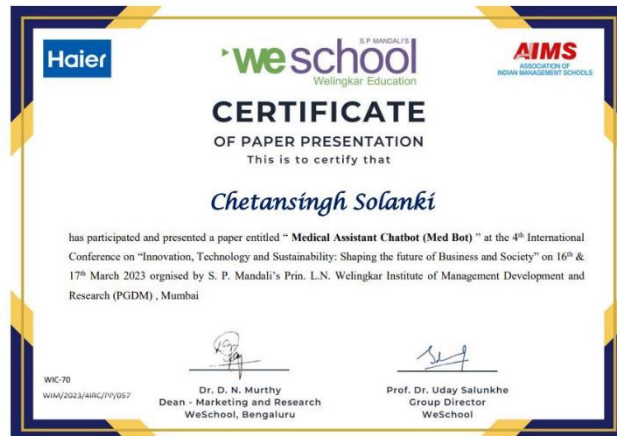 Haier
S.P MANDALI'S
weschool
Welingkar Education
AIMS
ASSOCIATION OF
INDIAN MANAGEMENT SCHOOLS
CERTIFICATE
OF PAPER PRESENTATION
This is to certify that
Chetansingh Solanki
has participated and presented a paper entitled “ Medical Assistant Chatbot (Med Bot) ” at the 4th International
Conference on “Innovation, Technology and Sustainability: Shaping the future of Business and Society” on 16th &
17th March 2023 orgnised by S. P. Mandali’s Prin. L.N. Welingkar Institute of Management Development and
Research (PGDM) , Mumbai
WIC-70
WIM/2023/4IRC/PP/057
Dr. D. N. Murthy
Dean - Marketing and Research
WeSchool, Bengaluru
Prof. Dr. Uday Salunkhe
Group Director
WeSchool